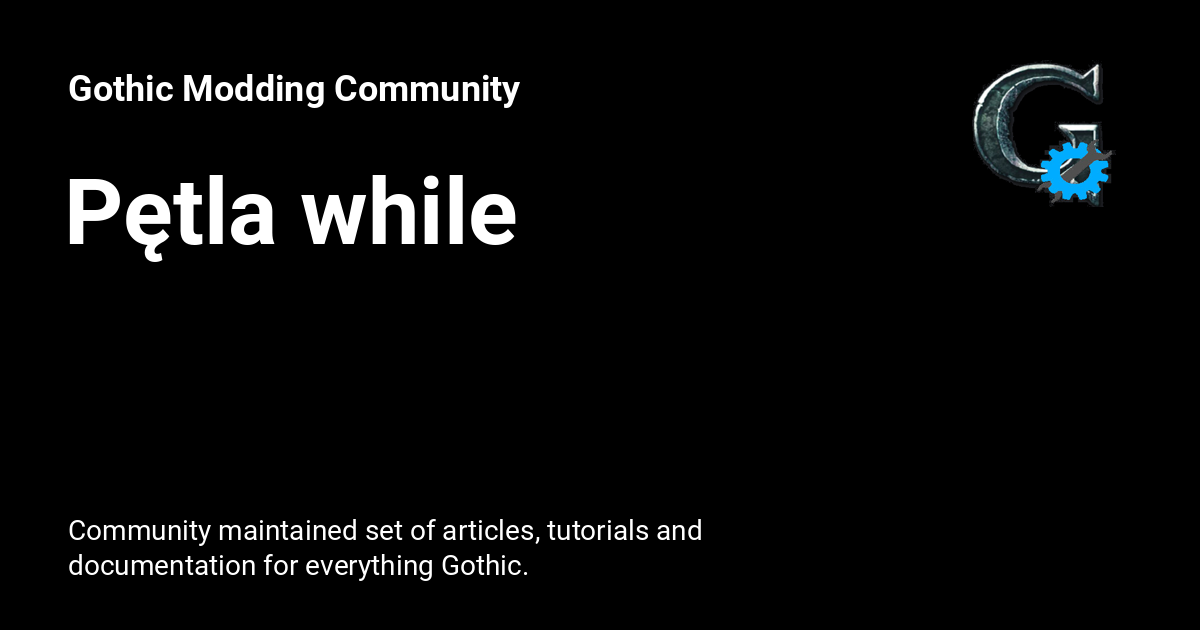 Gothic Modding Community
Pętla while
Community maintained set of articles, tutorials and
documentation for everything Gothic.